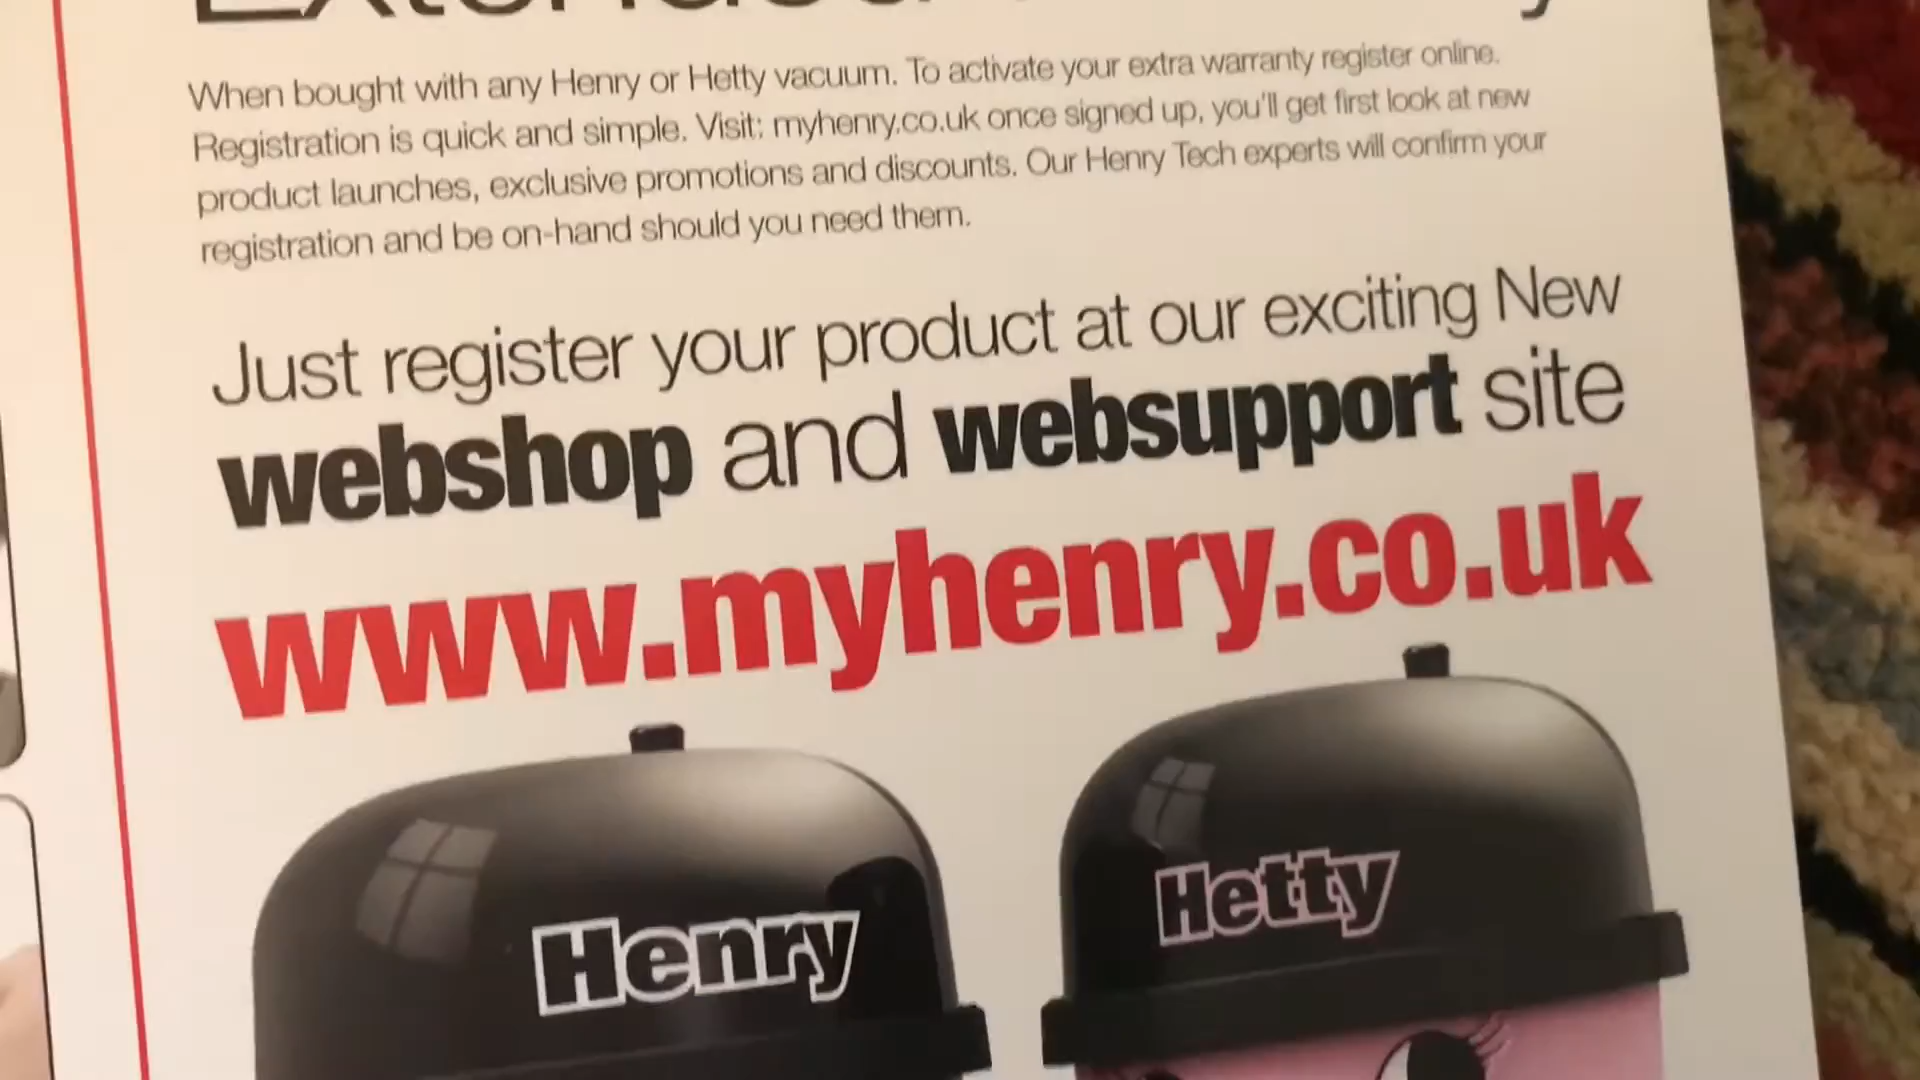 When bought with any Henry or Hetty vacuum. To activate your extra warranty register online.
Registration is quick and simple. Visit: myhenry.co.uk once signed up, you'll get first look at new
product launches, exclusive promotions and discounts. Our Henry Tech experts will confirm your
registration and be on-hand should you need them.
Just register your product at our exciting New
webshop and websupport site
www.myhenry.co.uk
Henry
Hetty